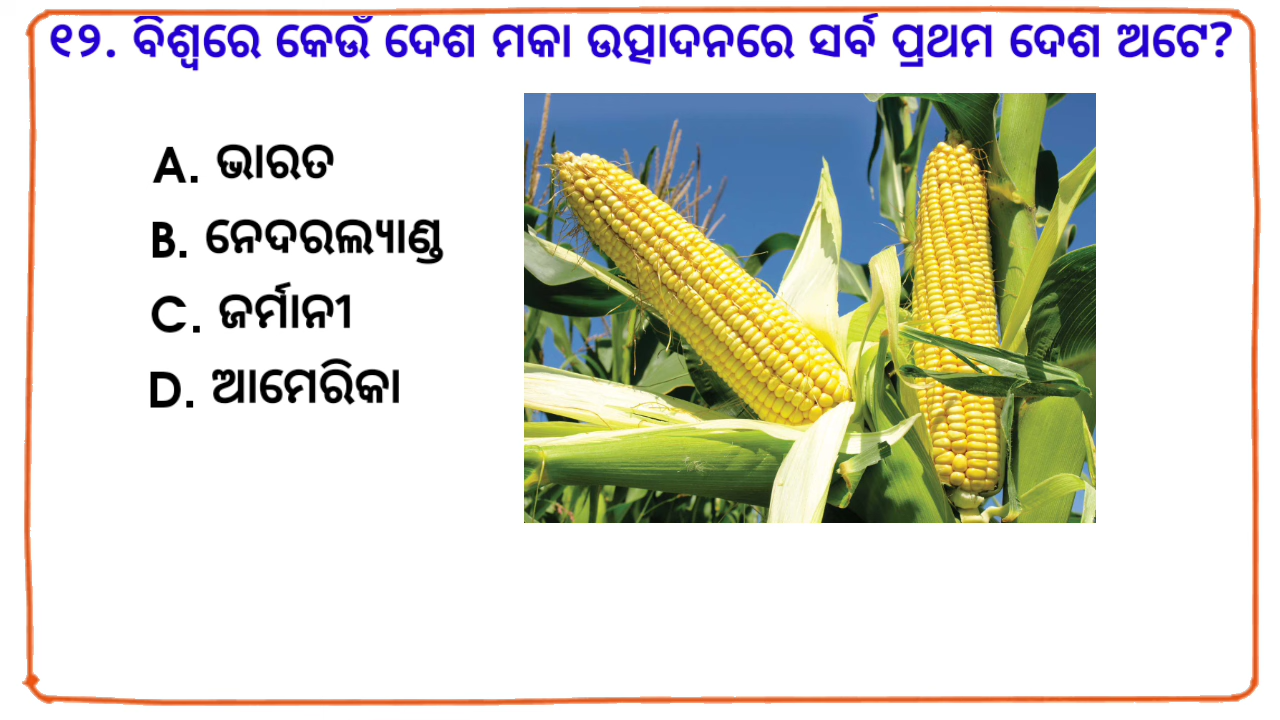 ୧୨. ବିଶ୍ୱରେ କେଉଁ ଦେଶ ମକା ଉତ୍ପାଦନରେ ସର୍ବ ପ୍ରଥମ ଦେଶ ଅଟେ?
A. ଭାରତ
B. ନେଦରଲ୍ୟାଣ୍ଡ
C. ଜର୍ମାନୀ
D. ଆମେରିକା